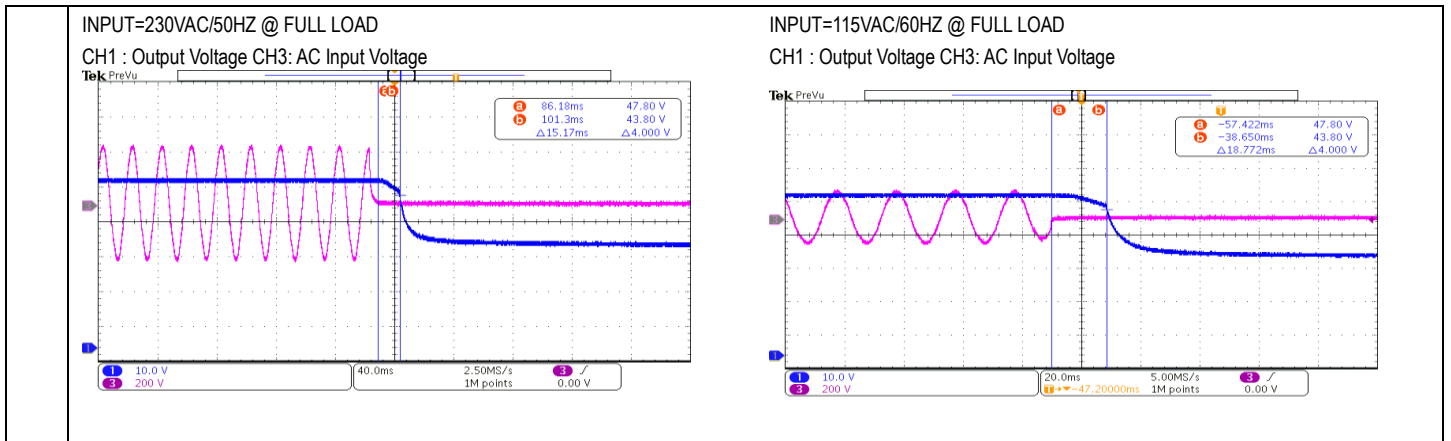 INPUT=230VAC/50HZ @ FULL LOAD
CH1 : Output Voltage CH3: AC Input Voltage
Tek PreVu
T
a b
a 86.18ms 47.80 V
b 101.3ms 43.80 V
Δ15.17ms Δ4.000 V
3
1
1 10.0 V
3 200 V
40.0ms 2.50MS/s 3 ∫
1M points 0.00 V
INPUT=115VAC/60HZ @ FULL LOAD
CH1 : Output Voltage CH3: AC Input Voltage
Tek PreVu
T
a b T
a -57.422ms 47.80 V
b -38.650ms 43.80 V
Δ18.772ms Δ4.000 V
3
1
1 10.0 V
3 200 V
20.0ms 5.00MS/s 3 ∫
T→▼-47.20000ms 1M points 0.00 V